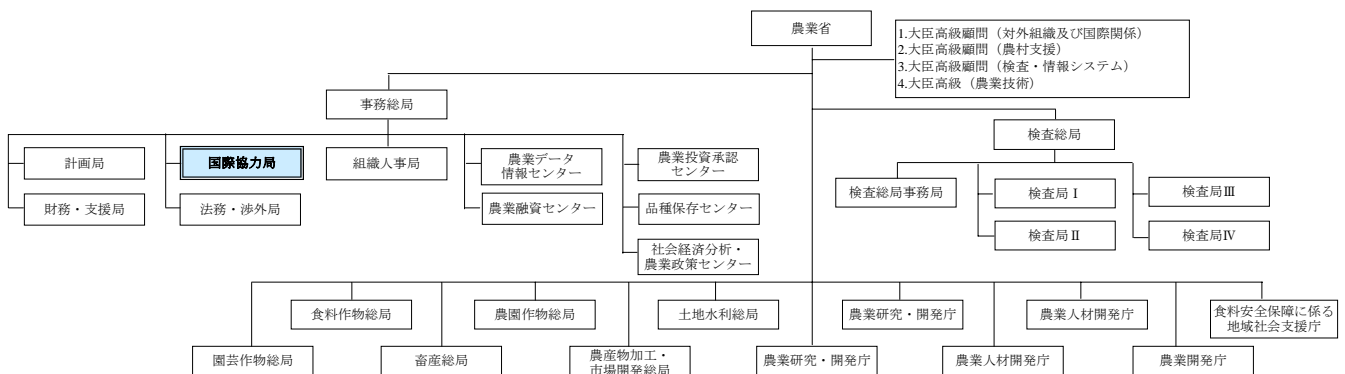 農業省
1.大臣高級顧問（対外組織及び国際関係）
2.大臣高級顧問（農村支援）
3.大臣高級顧問（検査・情報システム）
4.大臣高級（農業技術）
事務総局
検査総局
計画局
国際協力局
組織人事局
農業データ
情報センター
農業投資承認
センター
財務・支援局
法務・渉外局
農業融資センター
品種保存センター
社会経済分析・
農業政策センター
検査総局事務局
検査局Ⅰ
検査局Ⅲ
検査局Ⅱ
検査局Ⅳ
食料作物総局
農園作物総局
土地水利総局
農業研究・開発庁
農業人材開発庁
食料安全保障に係る
地域社会支援庁
園芸作物総局
畜産総局
農産物加工・
市場開発総局
農業研究・開発庁
農業人材開発庁
農業開発庁